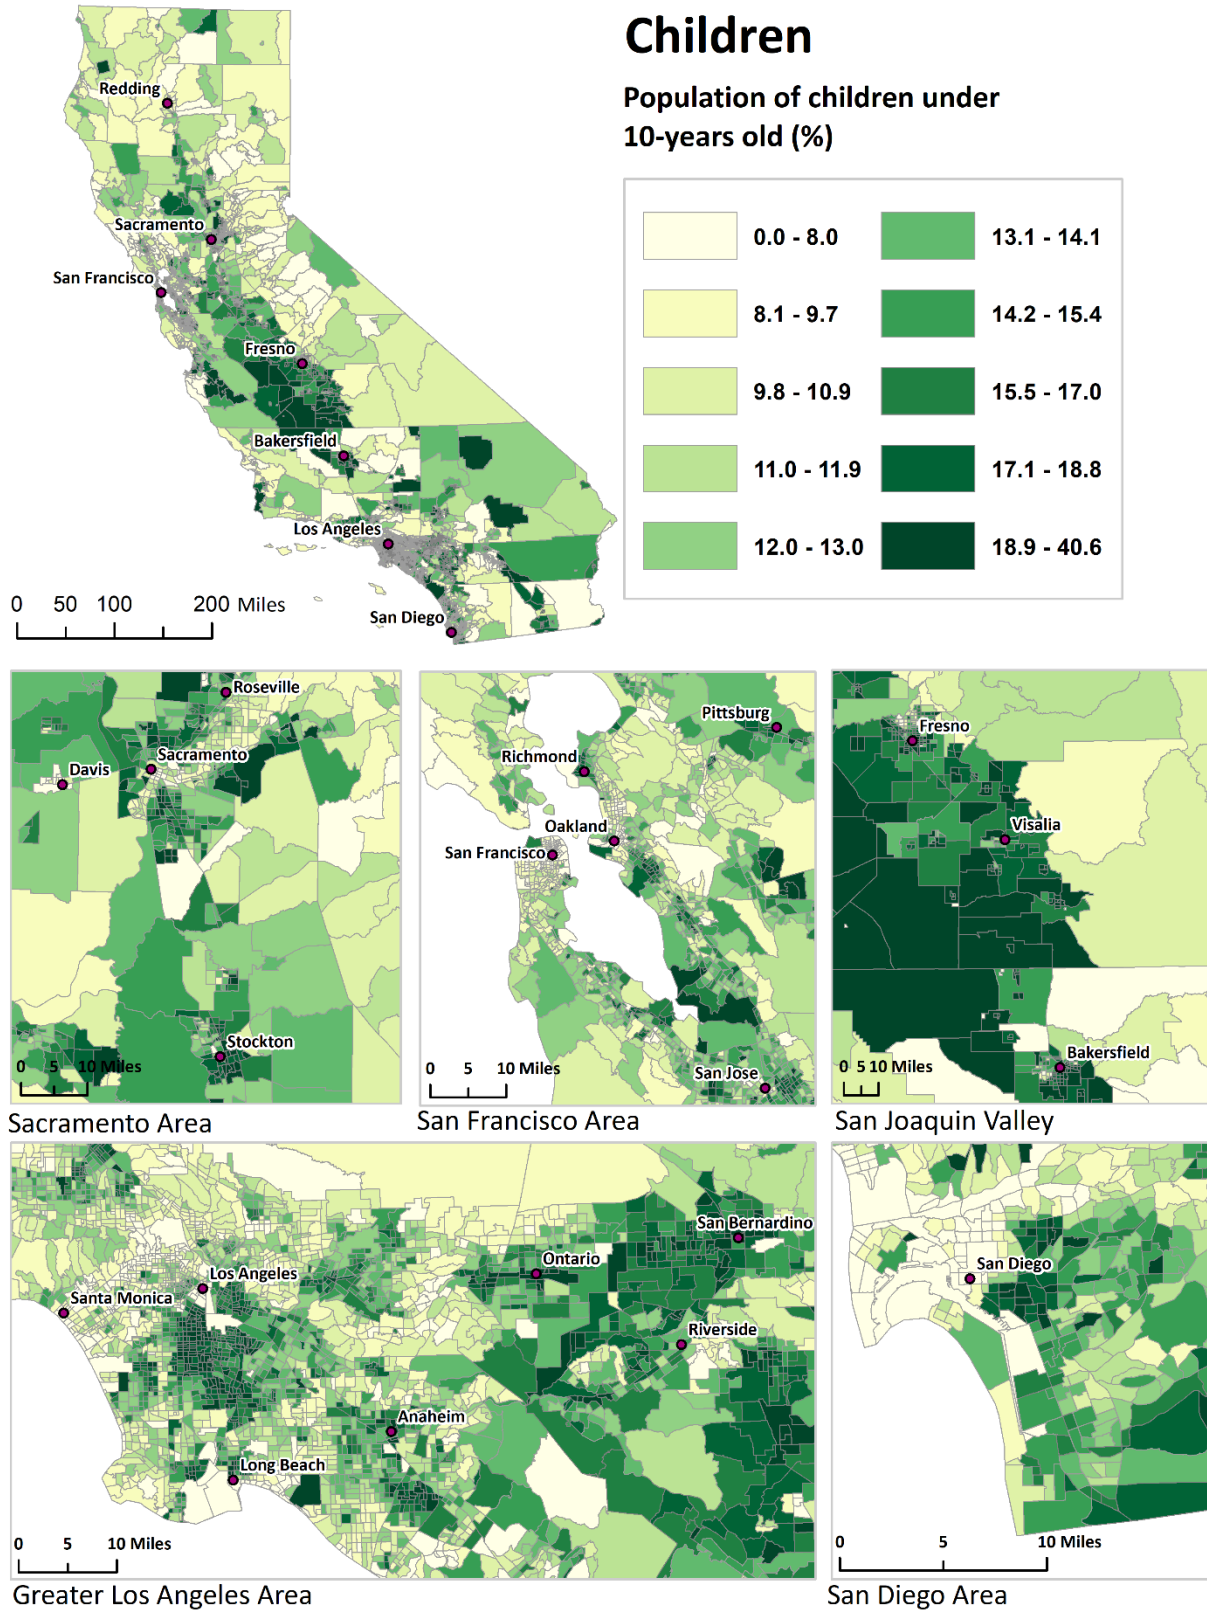 Children
Population of children under
10-years old (%)
0.0 - 8.0
13.1 - 14.1
8.1 - 9.7
14.2 - 15.4
9.8 - 10.9
15.5 - 17.0
11.0 - 11.9
17.1 - 18.8
12.0 - 13.0
18.9 - 40.6
Redding
Sacramento
San Francisco
Fresno
Bakersfield
Los Angeles
San Diego
0 50 100 200 Miles
Roseville
Sacramento
Davis
Stockton
0 5 10 Miles
Sacramento Area
Pittsburg
Richmond
Oakland
San Francisco
San Jose
0 5 10 Miles
San Francisco Area
Fresno
Visalia
Bakersfield
0 5 10 Miles
San Joaquin Valley
San Bernardino
Ontario
Los Angeles
Santa Monica
Riverside
Anaheim
Long Beach
0 5 10 Miles
Greater Los Angeles Area
San Diego
0 5 10 Miles
San Diego Area